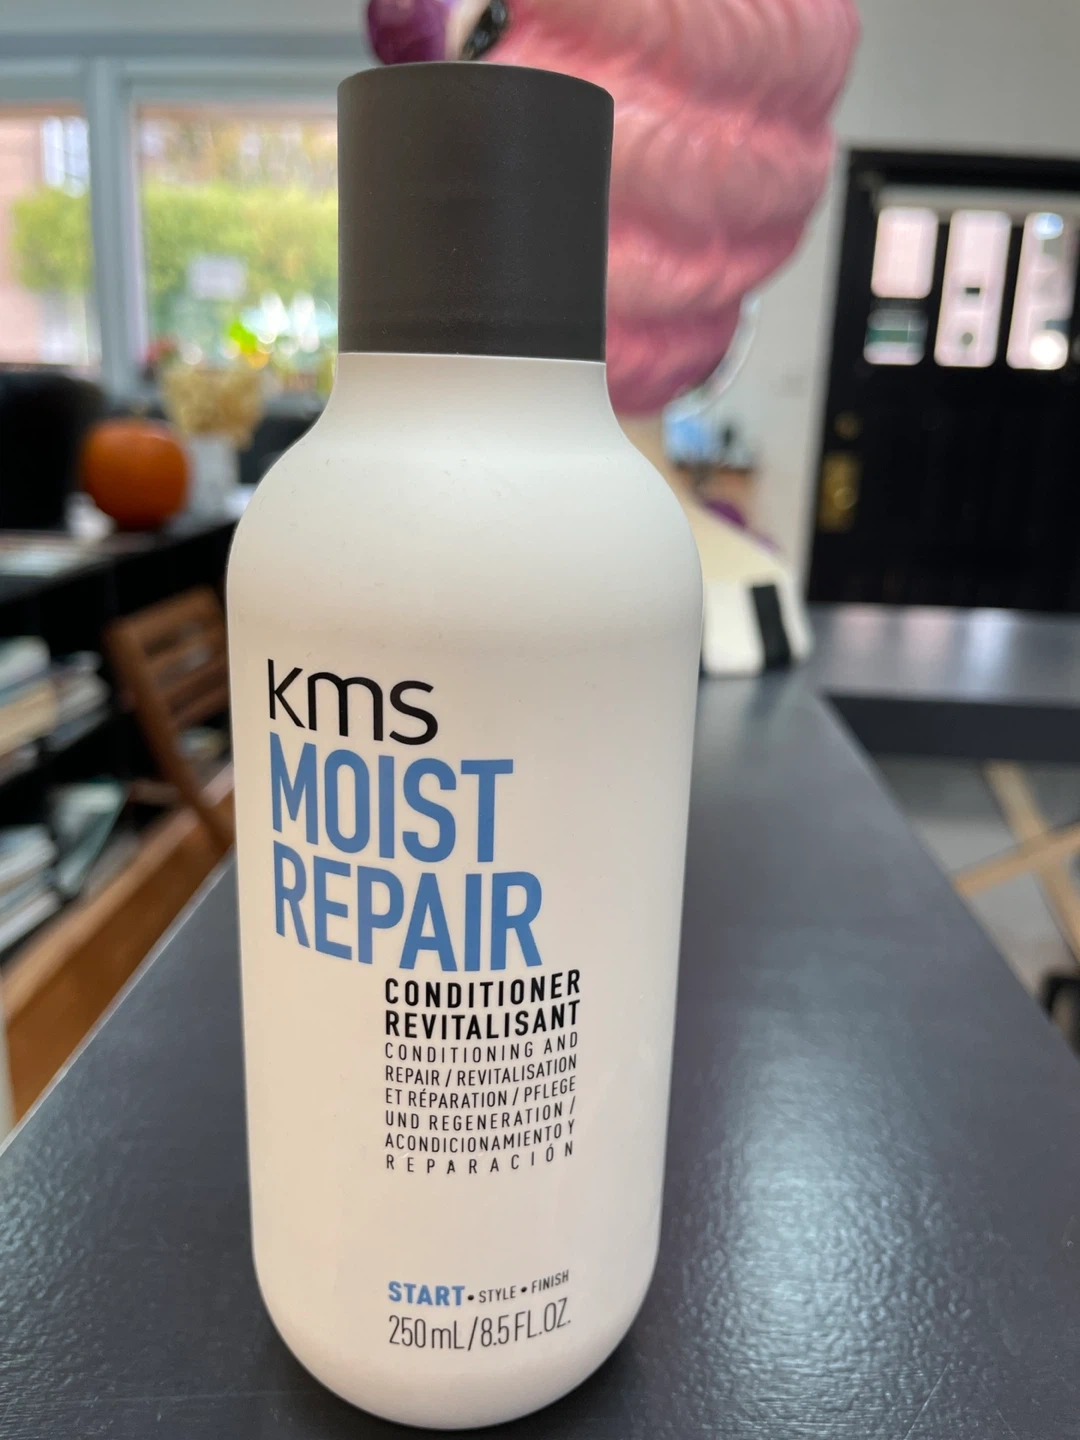 kms
MOIST
REPAIR
CONDITIONER
REVITALISANT
CONDITIONING AND
REPAIR / REVITALISATION
ET RÉPARATION / PFLEGE
UND REGENERATION /
ACONDICIONAMIENTO Y
REPARACIÓN
START • STYLE • FINISH
250 mL / 8.5 FL.OZ.